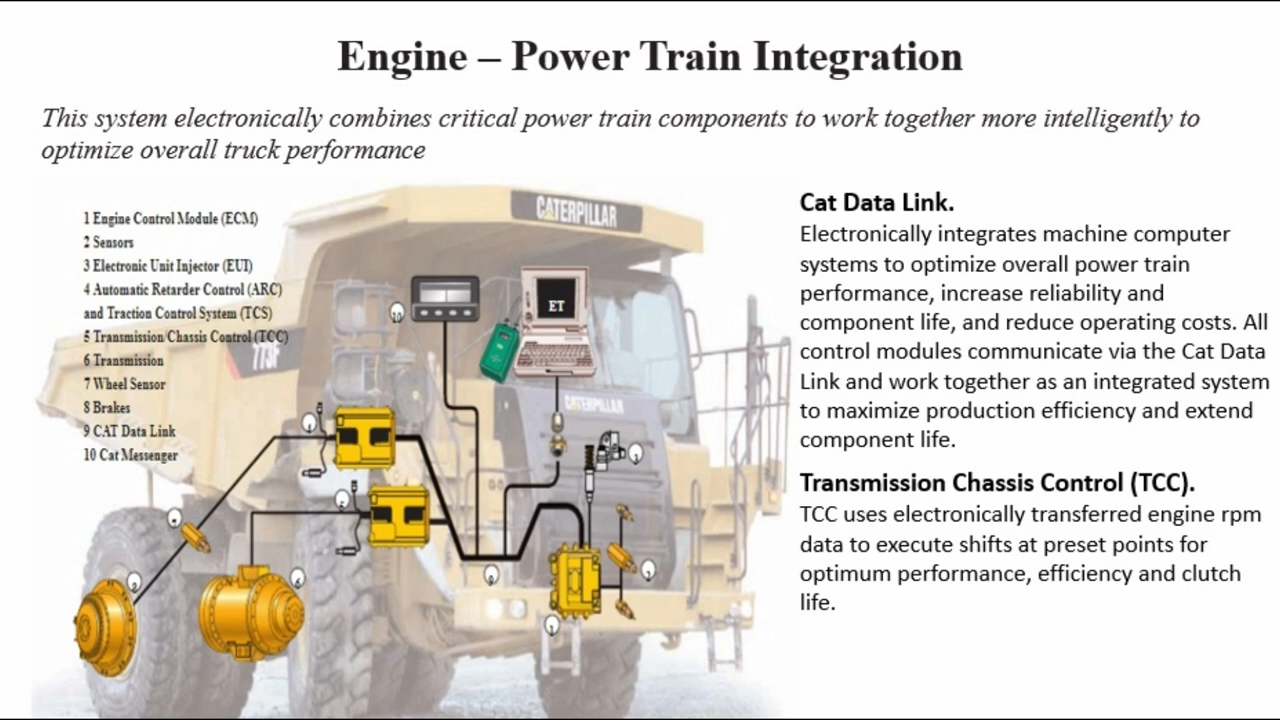 Engine – Power Train Integration
This system electronically combines critical power train components to work together more intelligently to
optimize overall truck performance
1 Engine Control Module (ECM)
2 Sensors
3 Electronic Unit Injector (EUI)
4 Automatic Retarder Control (ARC)
and Traction Control System (TCS)
5 Transmission/Chassis Control (TCC)
6 Transmission
7 Wheel Sensor
8 Brakes
9 CAT Data Link
10 Cat Messenger
CATERPILLAR
10
ET
CATERPILLAR
Cat Data Link.
Electronically integrates machine computer
systems to optimize overall power train
performance, increase reliability and
component life, and reduce operating costs. All
control modules communicate via the Cat Data
Link and work together as an integrated system
to maximize production efficiency and extend
component life.
Transmission Chassis Control (TCC).
TCC uses electronically transferred engine rpm
data to execute shifts at preset points for
optimum performance, efficiency and clutch
life.